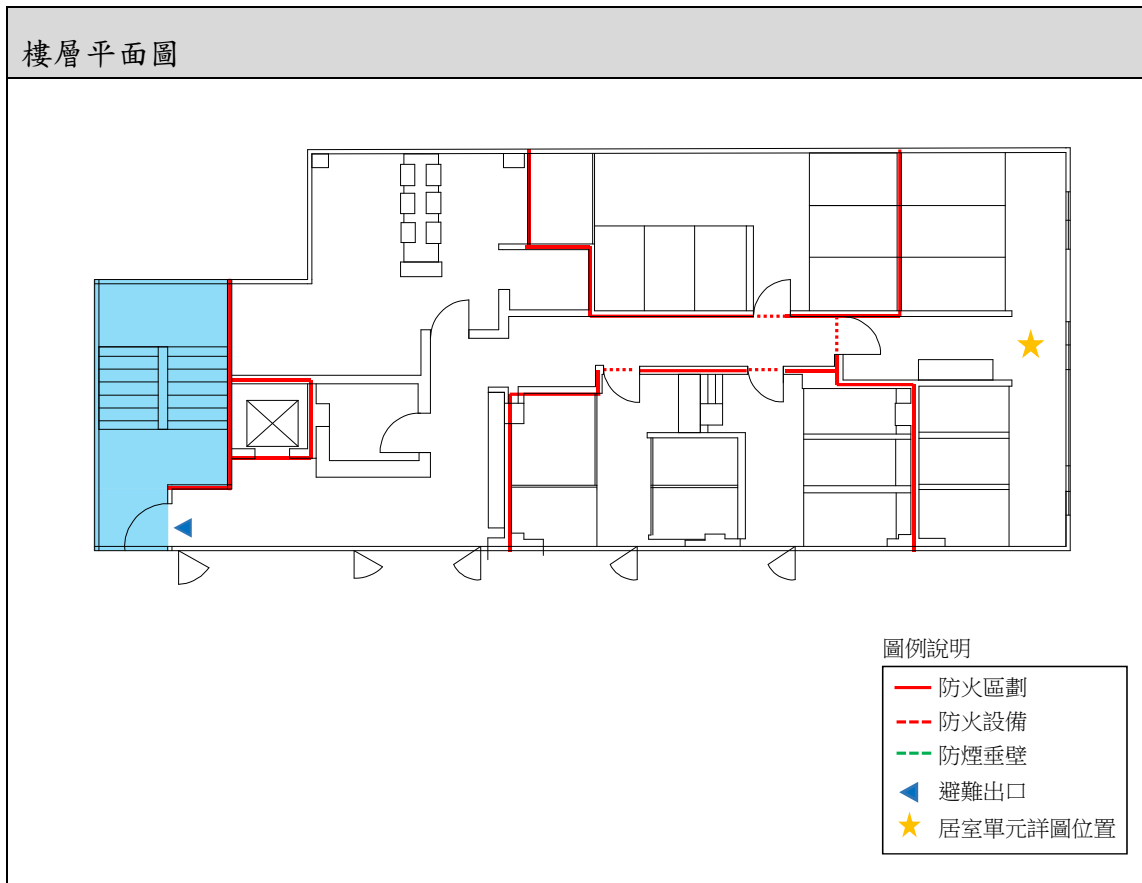 樓層平面圖
圖例說明
防火區劃
防火設備
防煙垂壁
避難出口
居室單元詳圖位置